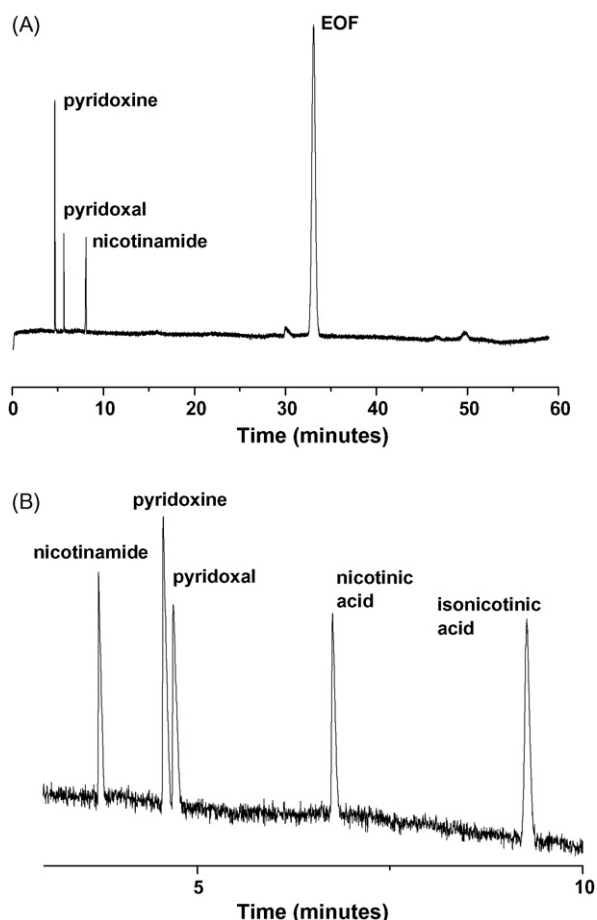 (A)
EOF
pyridoxine
pyridoxal
nicotinamide
0 10 20 30 40 50 60
Time (minutes)
(B)
pyridoxine
nicotinamide
pyridoxal
nicotinic
acid
isonicotinic
acid
5 10
Time (minutes)